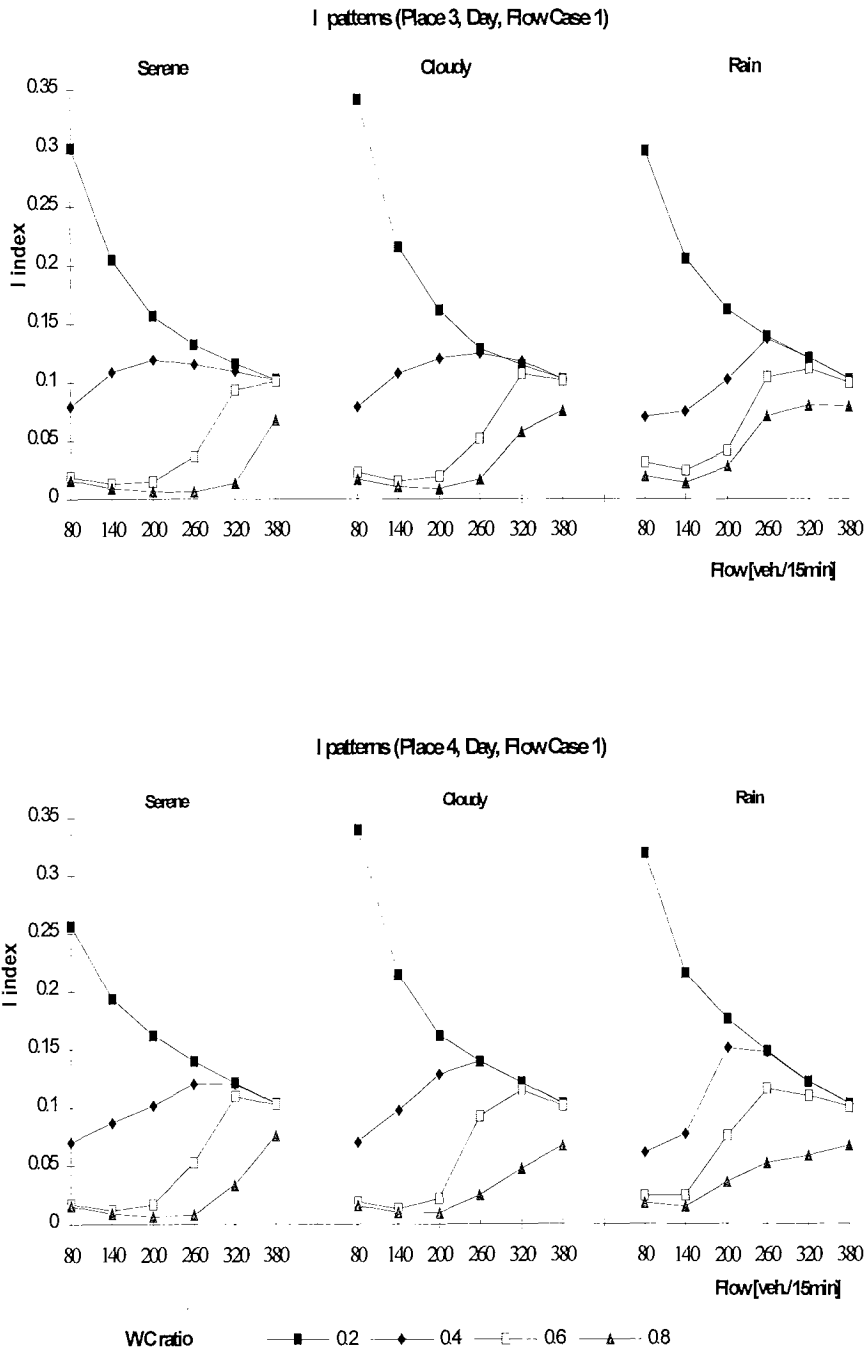 I patterns (Place 3, Day, Flow Case 1)
Serene Cloudy Rain
0.35
0.3
0.25
0.2
0.15
0.1
0.05
0
I index
80 140 200 260 320 380 80 140 200 260 320 380 80 140 200 260 320 380
Flow [veh./15min]
I patterns (Place 4, Day, Flow Case 1)
Serene Cloudy Rain
0.35
0.3
0.25
0.2
0.15
0.1
0.05
0
I index
80 140 200 260 320 380 80 140 200 260 320 380 80 140 200 260 320 380
Flow [veh./15min]
WC ratio 0.2 0.4 0.6 0.8